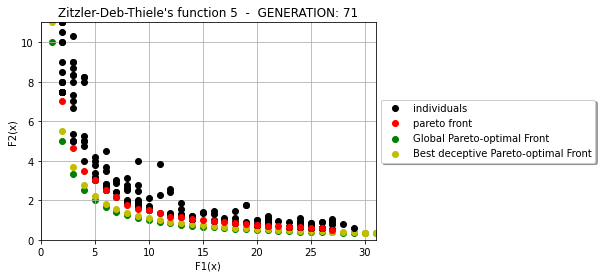 Zitzler-Deb-Thiele's function 5  -  GENERATION: 71
F2(x)
10
8
6
4
2
0
0 5 10 15 20 25 30
F1(x)
individuals
pareto front
Global Pareto-optimal Front
Best deceptive Pareto-optimal Front